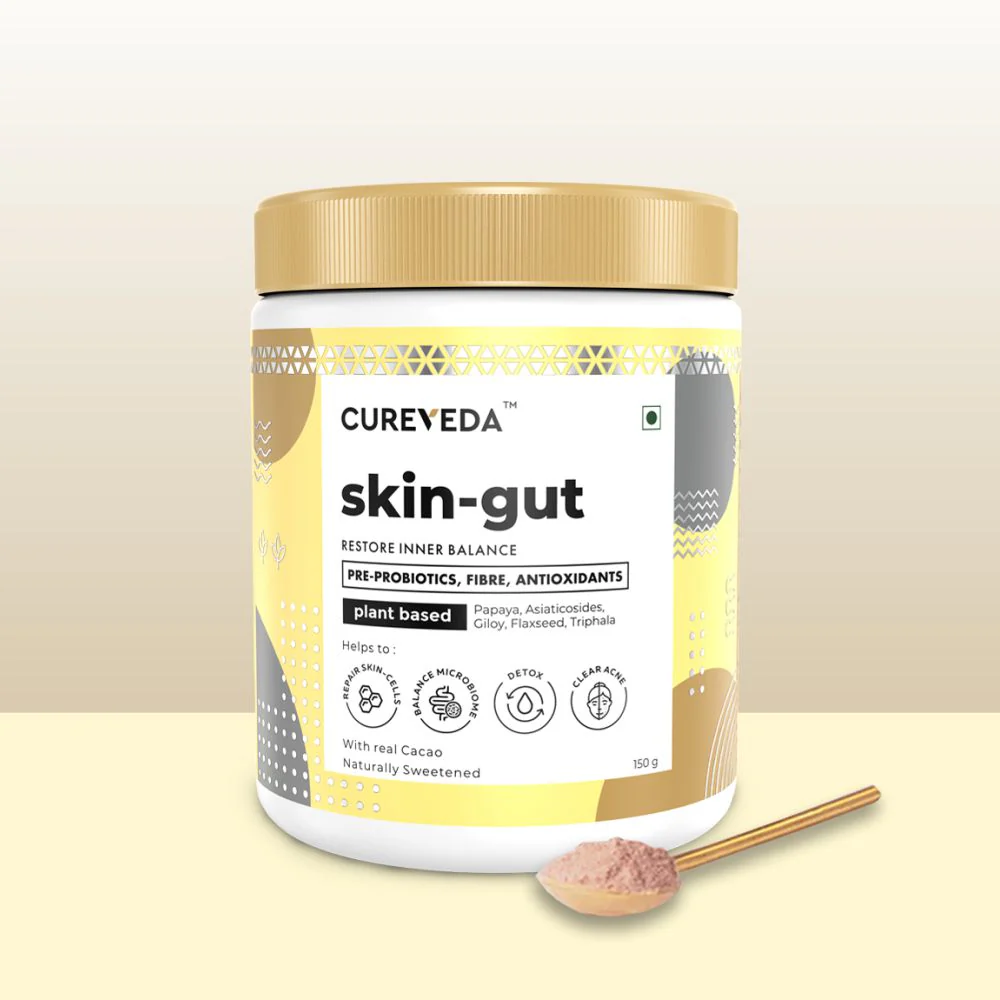 CUREVEDA™
skin-gut
RESTORE INNER BALANCE
PRE-PROBIOTICS, FIBRE, ANTIOXIDANTS
plant based
Papaya, Asiaticosides,
Giloy, Flaxseed, Triphala
Helps to :
REPAIR SKIN-CELLS
BALANCE MICROBIOME
DETOX
CLEAR ACNE
With real Cacao
Naturally Sweetened
150 g